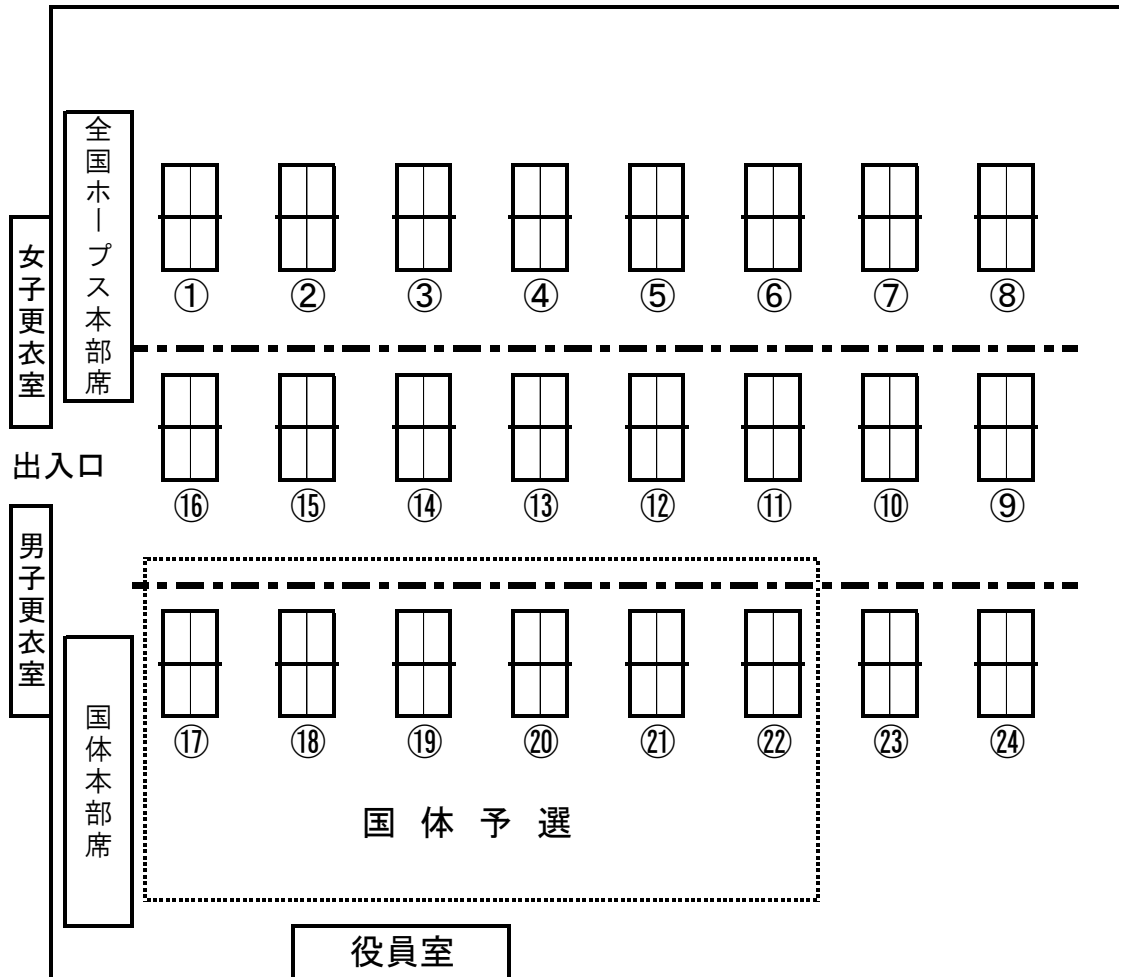 全国ホープス本部席
女子更衣室
① ② ③ ④ ⑤ ⑥ ⑦ ⑧
出入口
⑯ ⑮ ⑭ ⑬ ⑫ ⑪ ⑩ ⑨
男子更衣室
国体本部席
⑰ ⑱ ⑲ ⑳ ㉑ ㉒ ㉓ ㉔
国体予選
役員室